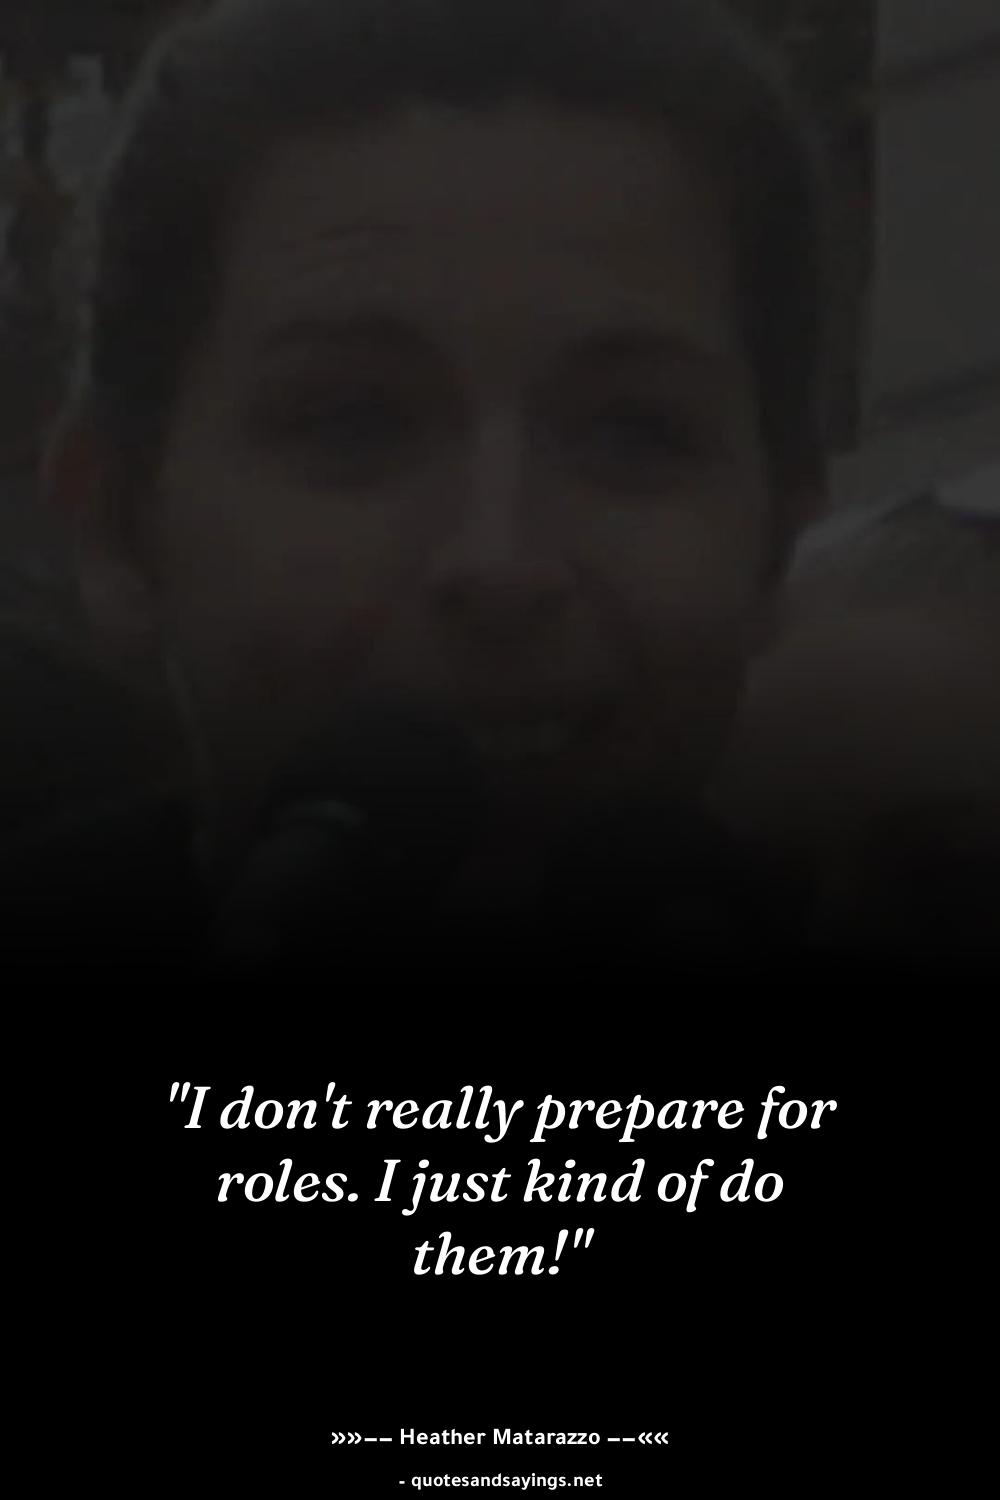 "I don't really prepare for
roles. I just kind of do
them!"
»»−− Heather Matarazzo −−««
- quotesandsayings.net